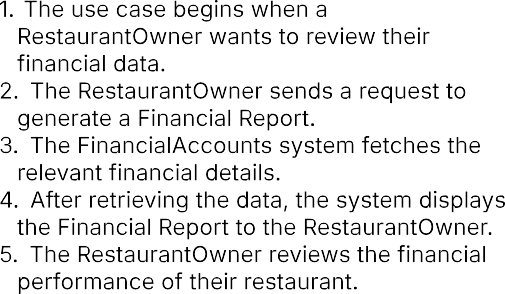 1. The use case begins when a
RestaurantOwner wants to review their
financial data.
2. The RestaurantOwner sends a request to
generate a Financial Report.
3. The FinancialAccounts system fetches the
relevant financial details.
4. After retrieving the data, the system displays
the Financial Report to the RestaurantOwner.
5. The RestaurantOwner reviews the financial
performance of their restaurant.